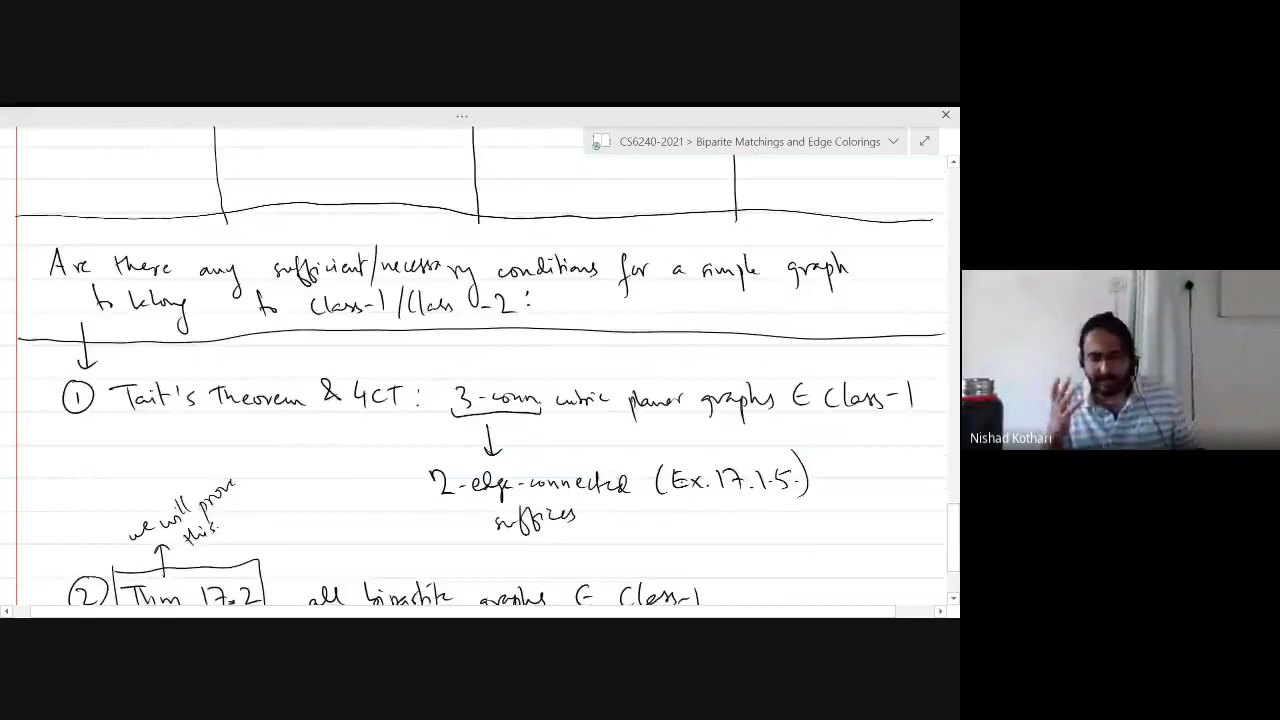 CS6240-2021 > Biparite Matchings and Edge Colorings
Are there any sufficient/necessary conditions for a simple graph
to belong to Class-1/Class-2:
① Tait's Theorem & 4CT: 3-conn cubic planar graphs ∈ Class-1
2-edge-connected (Ex. 17.1.5.)
suffices
we will prove
this.
② Thm 17.2 all bipartite graphs ∈ Class-1
Nishad Kothari